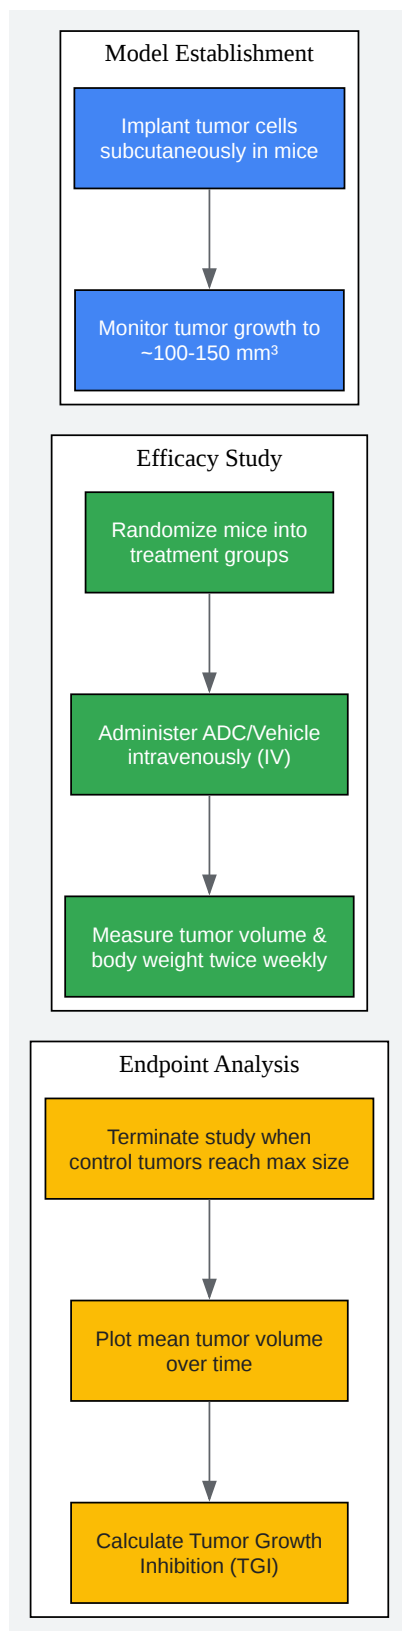 Model Establishment
Implant tumor cells
subcutaneously in mice
Monitor tumor growth to
~100-150 mm³
Efficacy Study
Randomize mice into
treatment groups
Administer ADC/Vehicle
intravenously (IV)
Measure tumor volume &
body weight twice weekly
Endpoint Analysis
Terminate study when
control tumors reach max size
Plot mean tumor volume
over time
Calculate Tumor Growth
Inhibition (TGI)